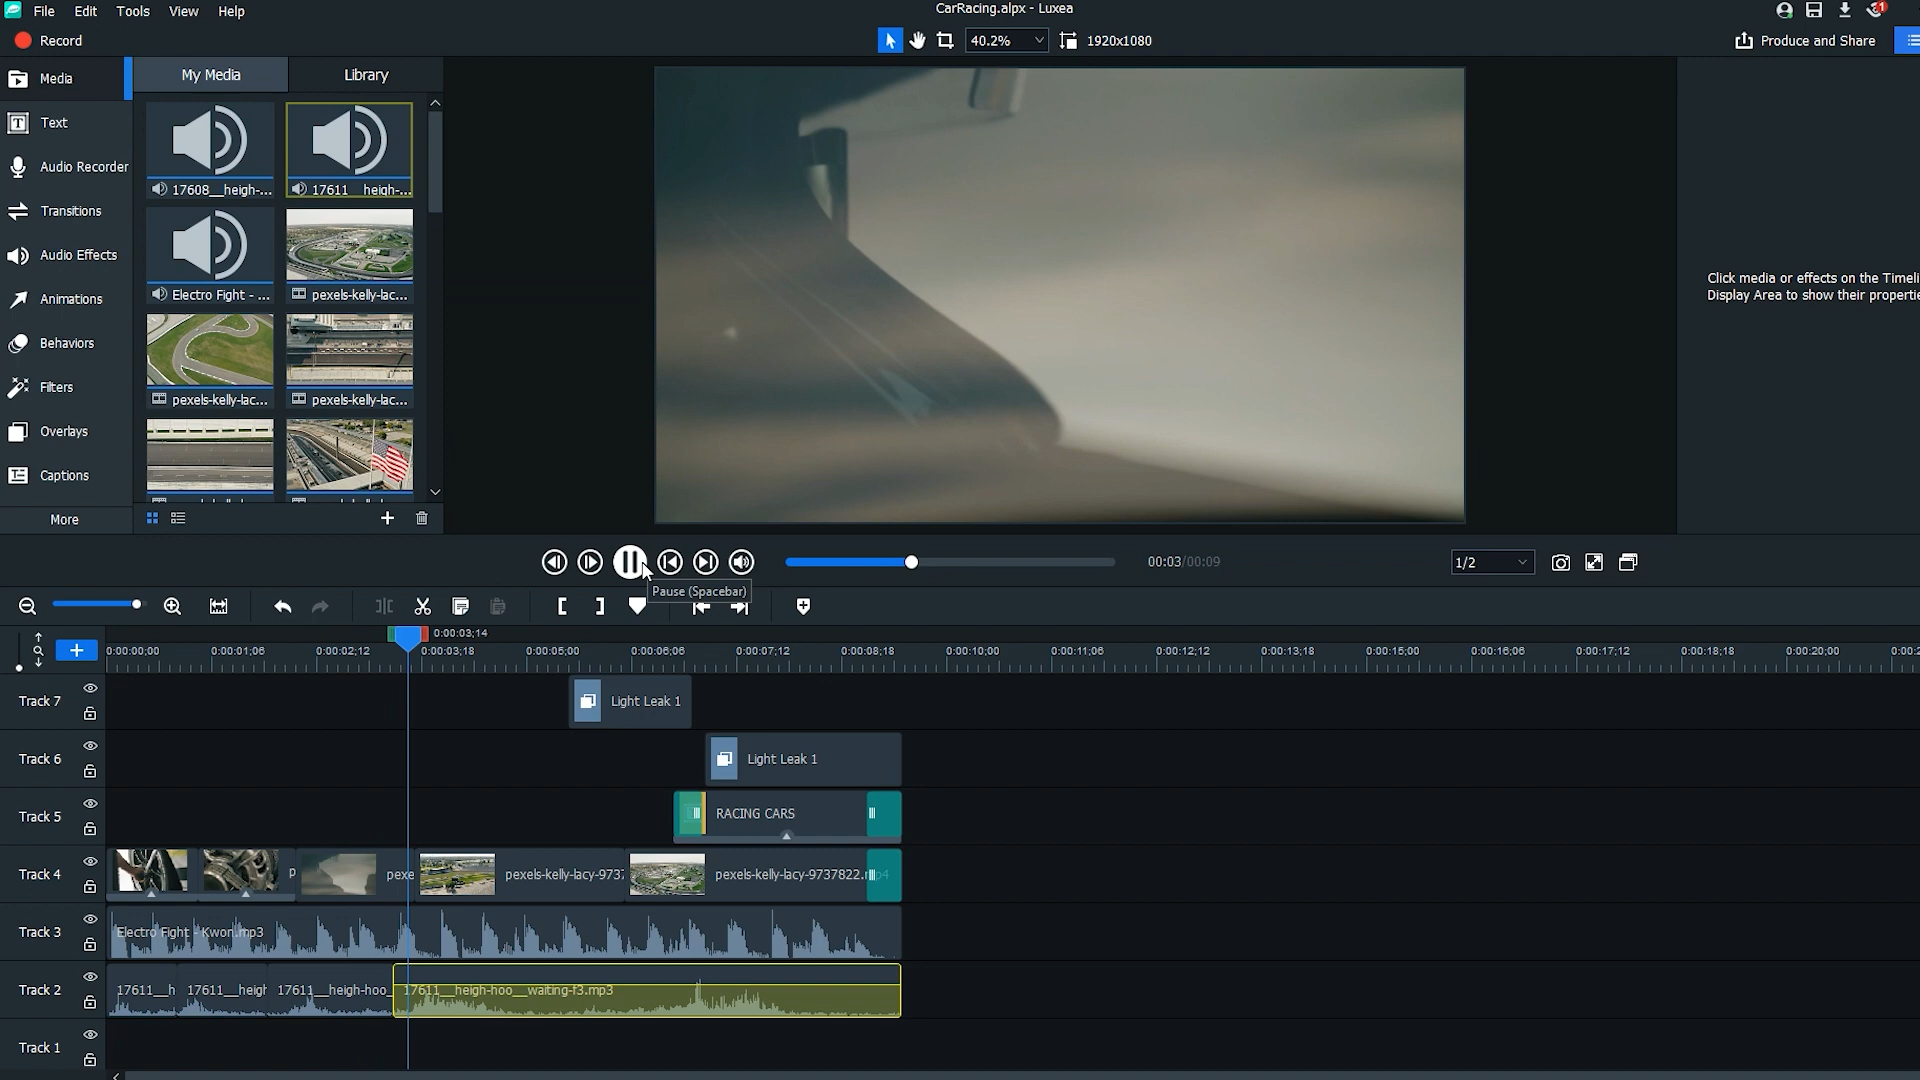 File Edit Tools View Help
CarRacing.alpx - Luxea
1
Record
40.2%
1920x1080
Produce and Share
Media
Text
Audio Recorder
Transitions
Audio Effects
Animations
Behaviors
Filters
Overlays
Captions
More
My Media
Library
17608__heigh-...
17611__heigh-...
Electro Fight - ...
pexels-kelly-lac...
pexels-kelly-lac...
pexels-kelly-lac...
Click media or effects on the Timeli
Display Area to show their propertie
00:03/00:09
1/2
Pause (Spacebar)
0:00:03;14
0:00:00;00 0:00:01;06 0:00:02;12 0:00:03;18 0:00:05;00 0:00:06;06 0:00:07;12 0:00:08;18 0:00:10;00 0:00:11;06 0:00:12;12 0:00:13;18 0:00:15;00 0:00:16;06 0:00:17;12 0:00:18;18 0:00:20;00 0:00:2
Track 7
Light Leak 1
Track 6
Light Leak 1
Track 5
RACING CARS
Track 4
p
pexe
pexels-kelly-lacy-973
pexels-kelly-lacy-9737822.
Track 3
Electro Fight - Kwon.mp3
Track 2
17611__h
17611__heigh
17611__heigh-hoo_
17611__heigh-hoo__waiting-f3.mp3
Track 1